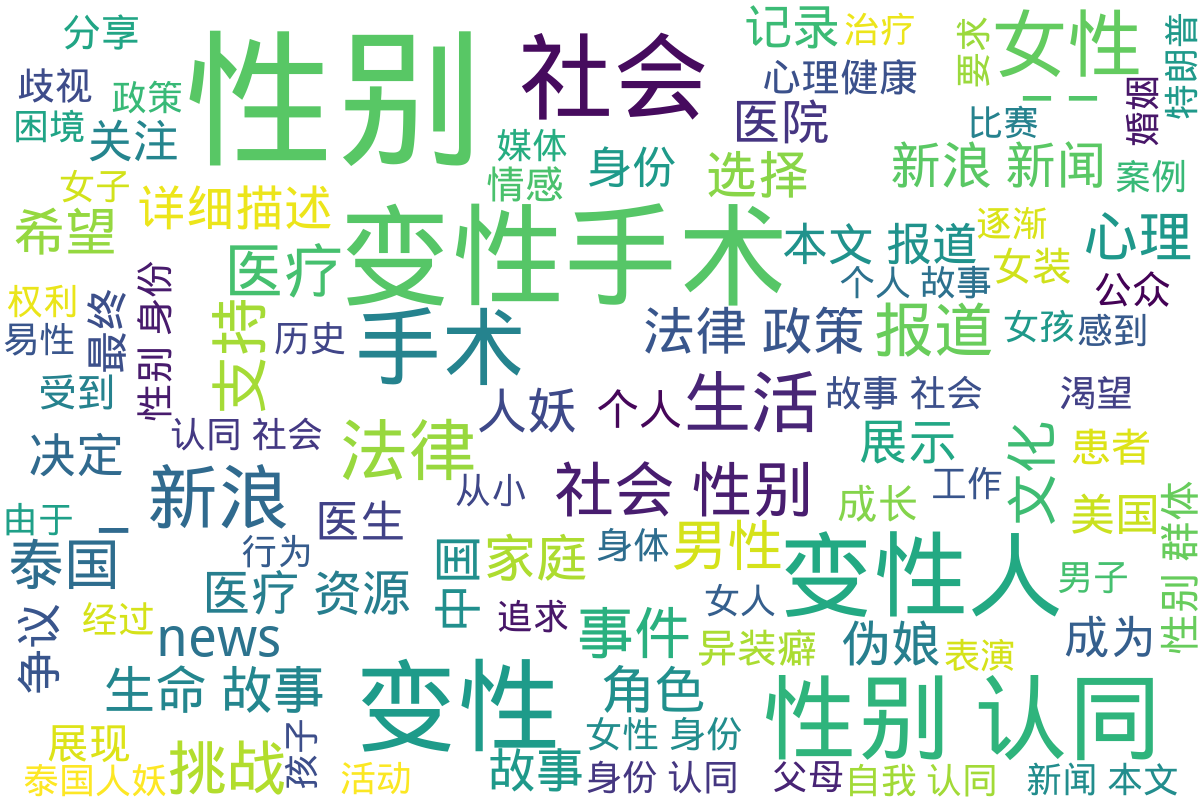 分享
性别
社会
记录
治疗
要求
女性
特朗普
歧视
政策
心理健康
婚姻
困境
关注
医院
一 一
比赛
媒体
身份
选择
新浪 新闻
案例
女子
详细描述
情感
希望
变性手术
本文 报道
逐渐
心理
医疗
个人 故事
女装
公众
权利
最终
性别 身份
支持
易性
历史
手术
法律 政策
报道
女孩
感到
受到
人妖
个人
生活
故事 社会
渴望
决定
认同 社会
法律
展示
文化
患者
新浪
一
从小
社会 性别
成长
工作
美国
由于
医生
性别 群体
泰国
行为
中国
家庭
身体
男性
变性人
男子
医疗 资源
争议
经过
news
追求
事件
女人
异装癖
伪娘
表演
成为
生命 故事
变性
角色
性别 认同
展现
挑战
孩子
女性 身份
泰国人妖
活动
故事
身份 认同
父母
自我 认同
新闻 本文